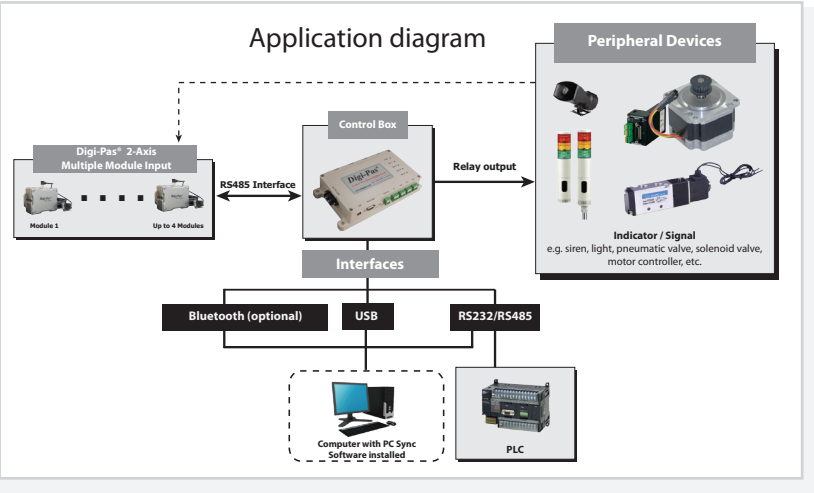 Application diagram
Peripheral Devices
Control Box
Digi-Pas® 2-Axis
Multiple Module Input
RS485 Interface
Digi-Pas®
Relay output
Module 1
Up to 4 Modules
Indicator / Signal
e.g. siren, light, pneumatic valve, solenoid valve,
motor controller, etc.
Interfaces
Bluetooth (optional)
USB
RS232/RS485
Computer with PC Sync
Software installed
PLC